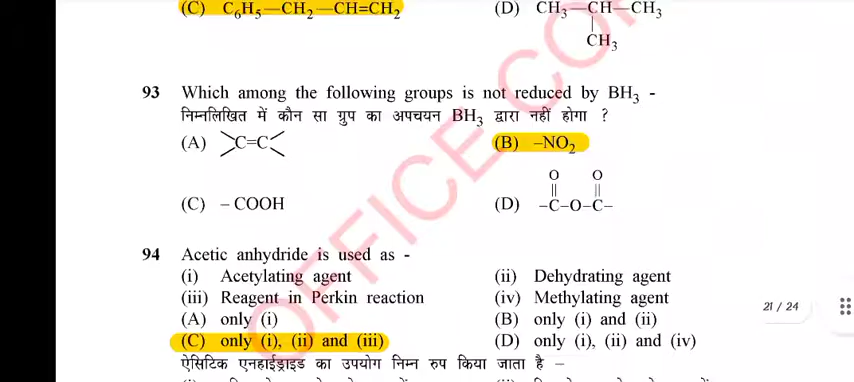 (C) C6H5—CH2—CH=CH2 (D) CH3—CH—CH3
|
CH3
93 Which among the following groups is not reduced by BH3 -
निम्नलिखित में कौन सा ग्रुप का अपचयन BH3 द्वारा नहीं होगा ?
(A) >C=C< (B) –NO2
O O
|| ||
(C) – COOH (D) –C–O–C–
94 Acetic anhydride is used as -
(i) Acetylating agent (ii) Dehydrating agent
(iii) Reagent in Perkin reaction (iv) Methylating agent
21 / 24
(A) only (i) (B) only (i) and (ii)
(C) only (i), (ii) and (iii) (D) only (i), (ii) and (iv)
ऐसिटिक एनहाईड्राइड का उपयोग निम्न रुप किया जाता है –
OFFICE COP